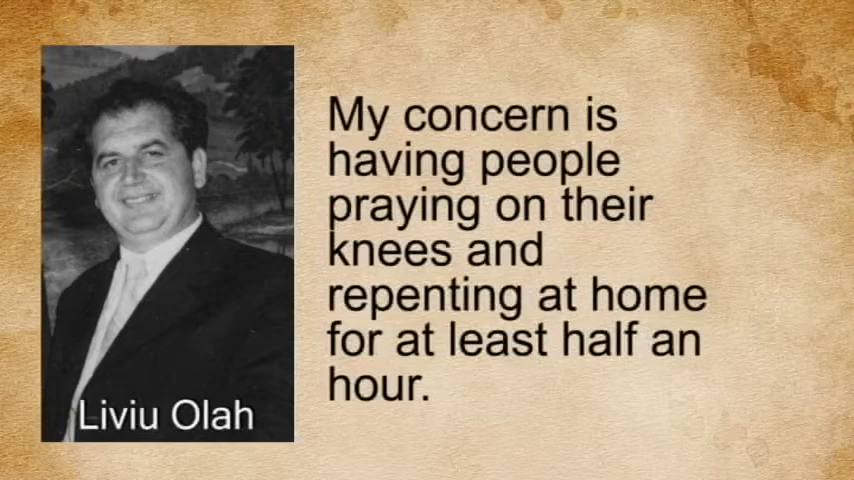 My concern is
having people
praying on their
knees and
repenting at home
for at least half an
hour.
Liviu Olah